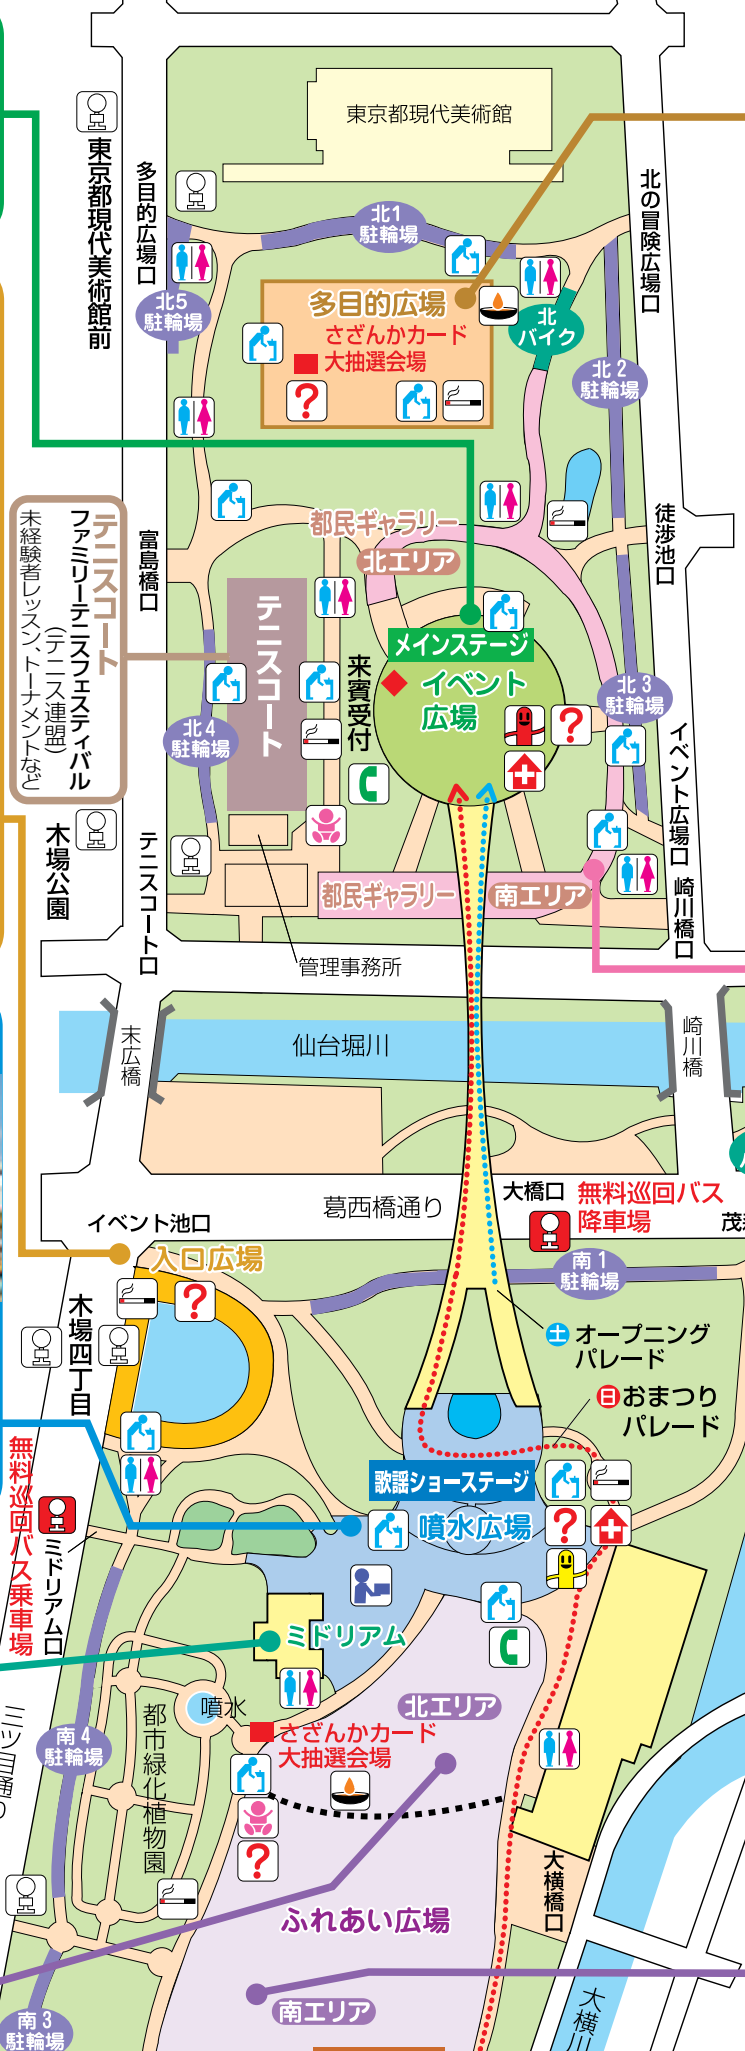 東京都現代美術館
東京都現代美術館前
多目的広場口
北の冒険広場口
北1
駐輪場
北5
駐輪場
多目的広場
さざんかカード
大抽選会場
?
北
バイク
北2
駐輪場
都民ギャラリー
北エリア
徒渉池口
富島橋口
テニスコート
ファミリーテニスフェスティバル
(テニス連盟)
未経験者レッスン、トーナメントなど
テニスコート
メインステージ
イベント
広場
?
来賓受付
北3
駐輪場
北4
駐輪場
イベント広場口
木場公園
テニスコート口
都民ギャラリー
南エリア
崎川橋口
管理事務所
末広橋
仙台堀川
崎川橋
葛西橋通り
大橋口
無料巡回バス
降車場
イベント池口
入口広場
?
南1
駐輪場
木場四丁目
土 オープニング
パレード
日 おまつり
パレード
歌謡ショーステージ
噴水広場
?
無料巡回バス乗車場
ミドリアム口
ミドリアム
噴水
北エリア
さざんかカード
大抽選会場
?
南4
駐輪場
都市緑化植物園
三ツ目通り
大横橋口
ふれあい広場
南エリア
南3
駐輪場
大横川